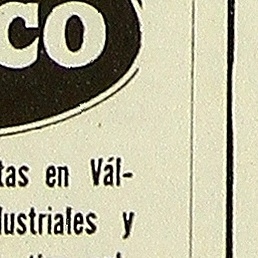 co
tas en Vál-
lustriales y